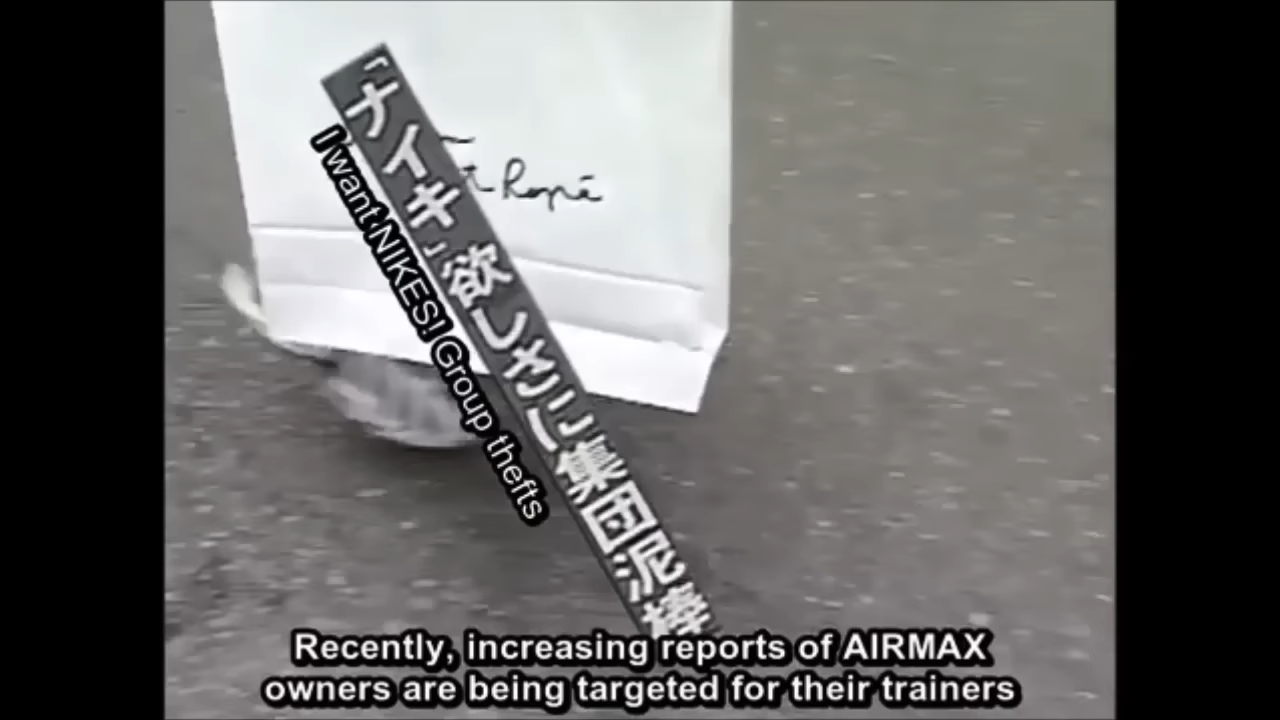 「ナイキ」欲しさに集団泥棒
I want NIKES! Group thefts
Ropé
Recently, increasing reports of AIRMAX
owners are being targeted for their trainers